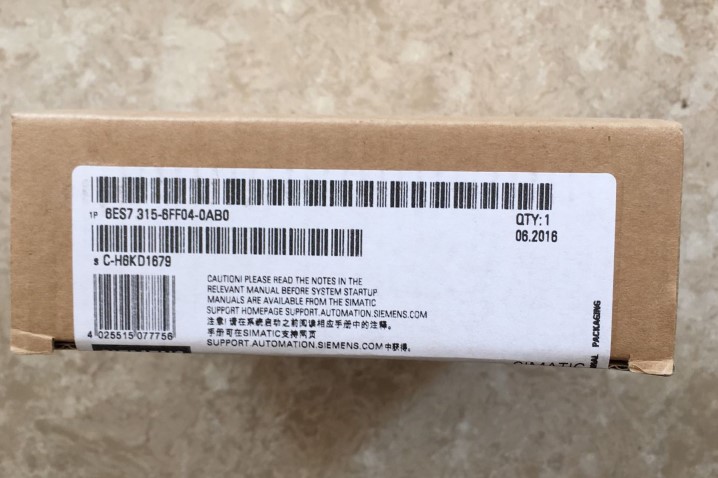 1P 6ES7 315-6FF04-0AB0
QTY: 1
06.2016
S C-H6KD1679
CAUTION! PLEASE READ THE NOTES IN THE
RELEVANT MANUAL BEFORE SYSTEM STARTUP
MANUALS ARE AVAILABLE FROM THE SIMATIC
SUPPORT HOMEPAGE SUPPORT.AUTOMATION.SIEMENS.COM
注意!请在系统启动之前阅读相应手册中的注释。
手册可在SIMATIC支持网页
SUPPORT.AUTOMATION.SIEMENS.COM中获得。
4 025515 077756
SIMATIC
PACKAGING